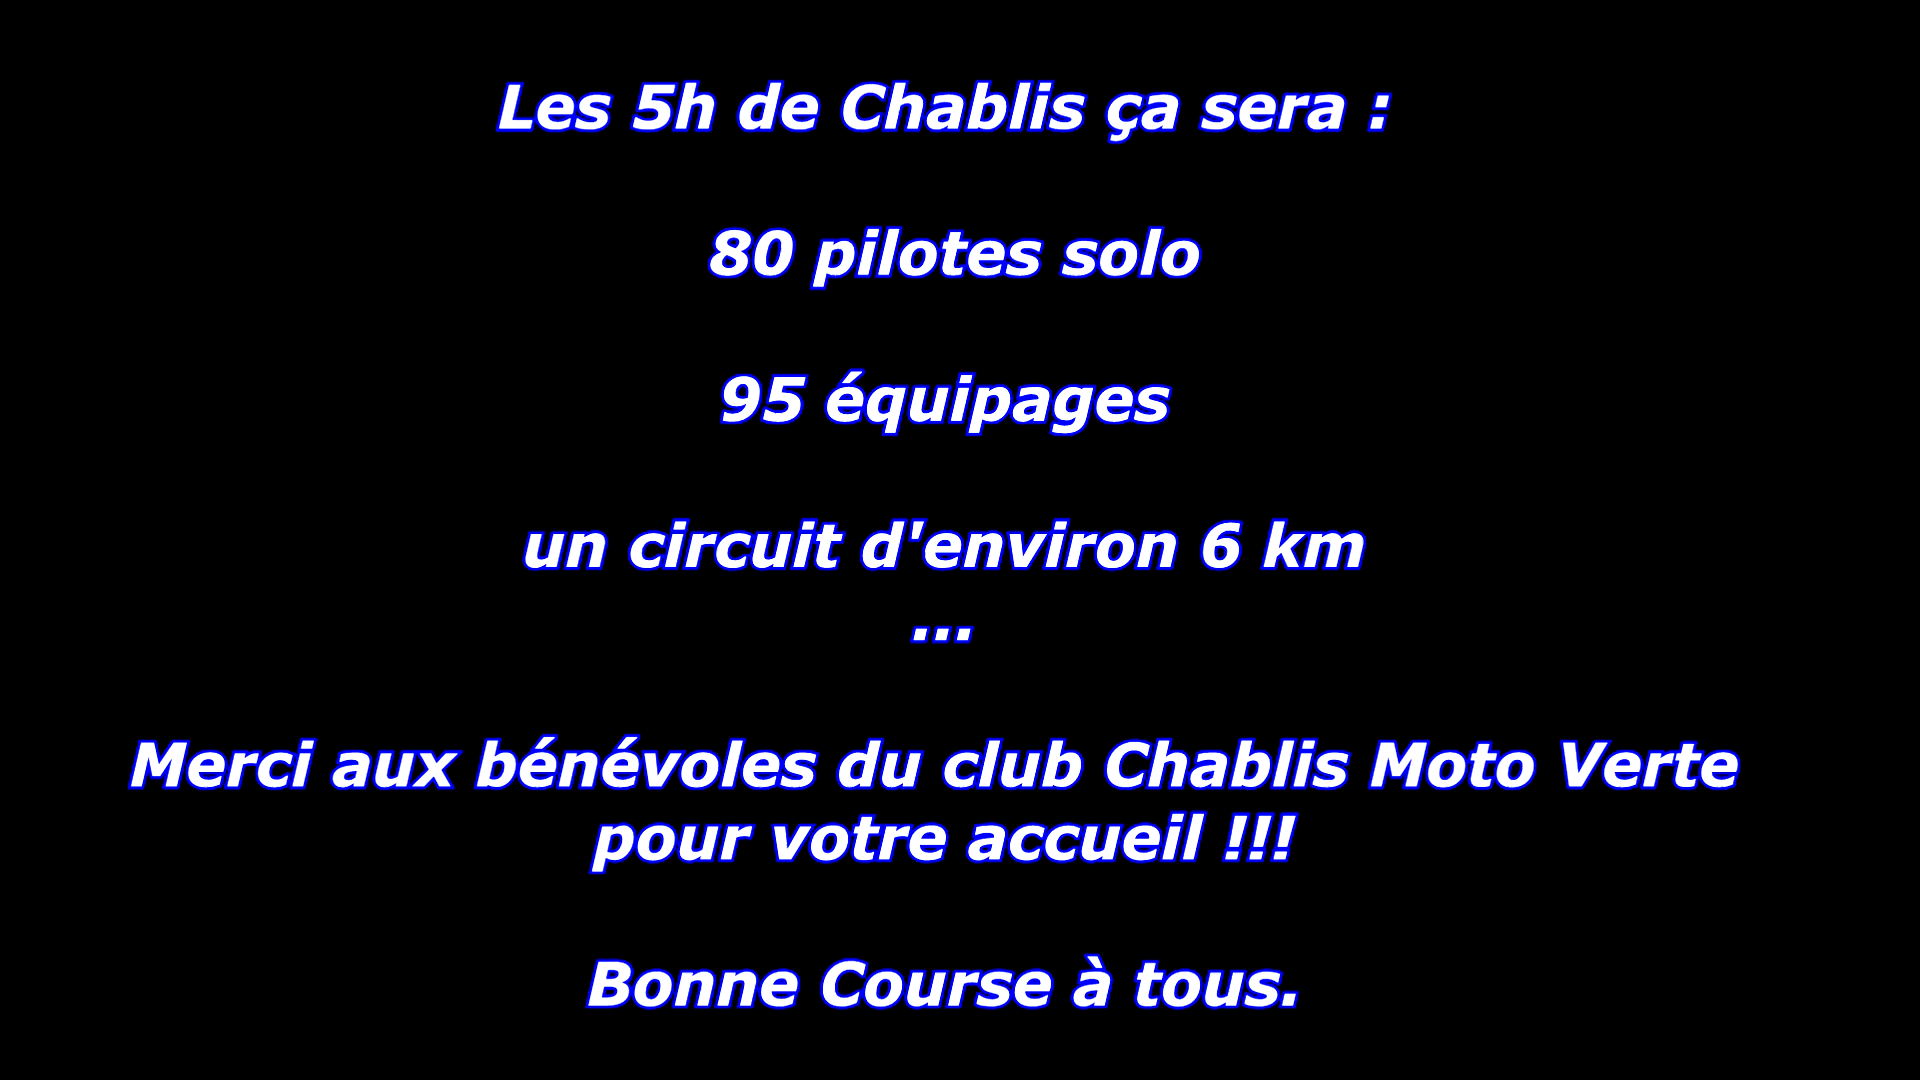 Les 5h de Chablis ça sera :
80 pilotes solo
95 équipages
un circuit d'environ 6 km
...
Merci aux bénévoles du club Chablis Moto Verte
pour votre accueil !!!
Bonne Course à tous.